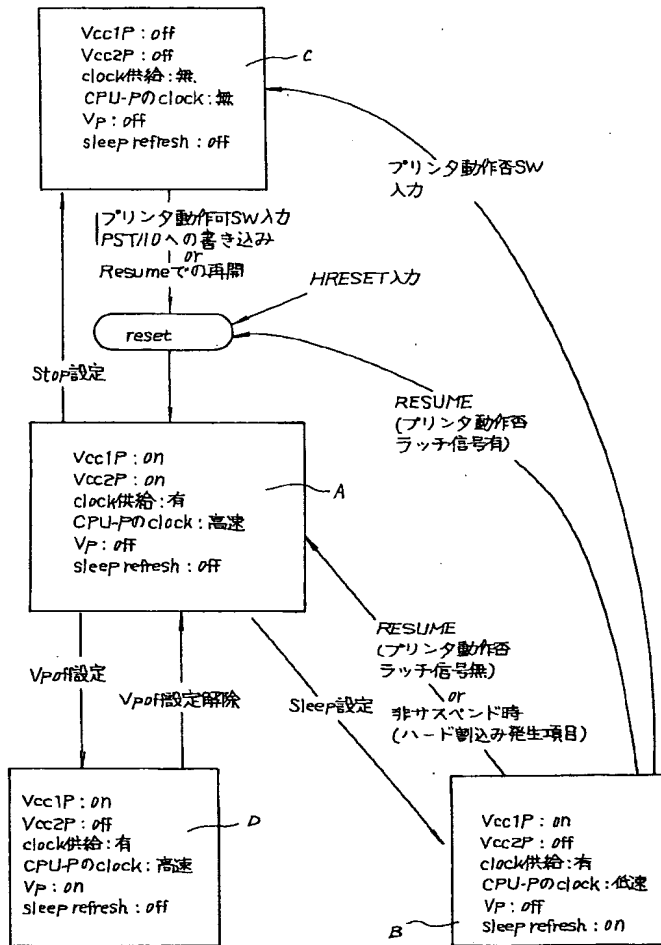 Vcc1P : off
Vcc2P : off
clock供給 : 無
CPU-Pのclock : 無
VP : off
sleep refresh : off
C
プリンタ動作否SW
入力
プリンタ動作可SW入力
PST/IOへの書き込み
or
Resumeでの再開
HRESET入力
reset
Stop設定
RESUME
(プリンタ動作否
ラッチ信号有)
Vcc1P : on
Vcc2P : on
clock供給 : 有
CPU-Pのclock : 高速
VP : off
sleep refresh : off
A
RESUME
(プリンタ動作否
ラッチ信号無)
or
非サスペンド時
(ハード割込み発生項目)
Vpoff設定
Vpoff設定解除
Sleep設定
Vcc1P : on
Vcc2P : off
clock供給 : 有
CPU-Pのclock : 高速
VP : on
sleep refresh : off
D
Vcc1P : on
Vcc2P : off
clock供給 : 有
CPU-Pのclock : 低速
VP : off
sleep refresh : on
B